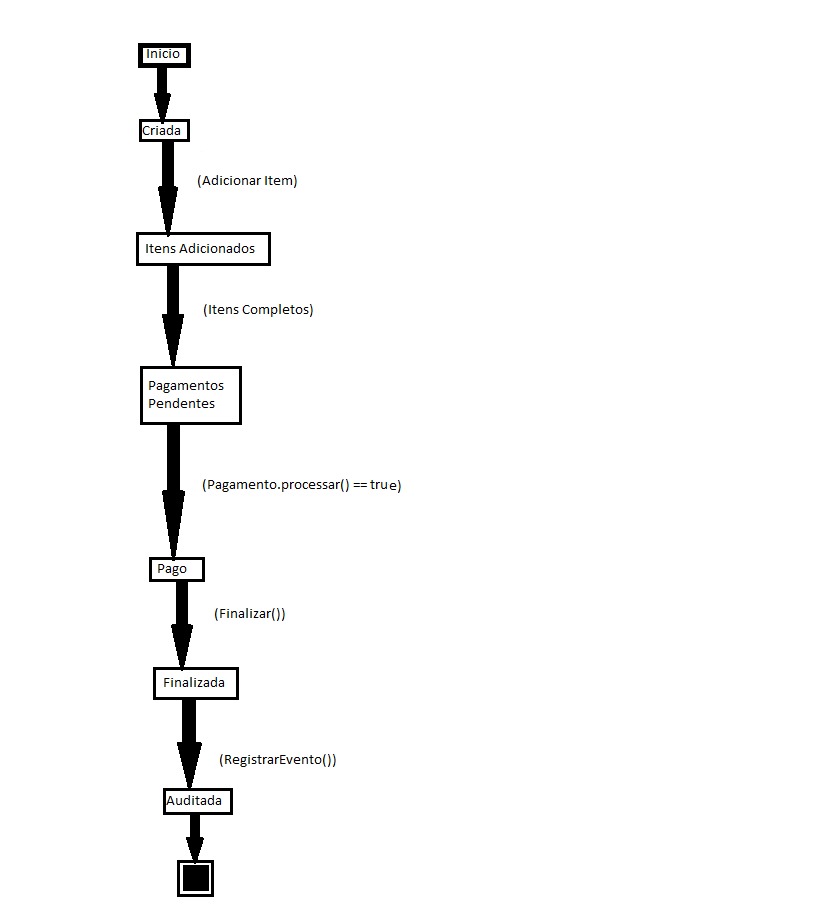 Inicio
Criada
(Adicionar Item)
Itens Adicionados
(Itens Completos)
Pagamentos
Pendentes
(Pagamento.processar() == true)
Pago
(Finalizar())
Finalizada
(RegistrarEvento())
Auditada